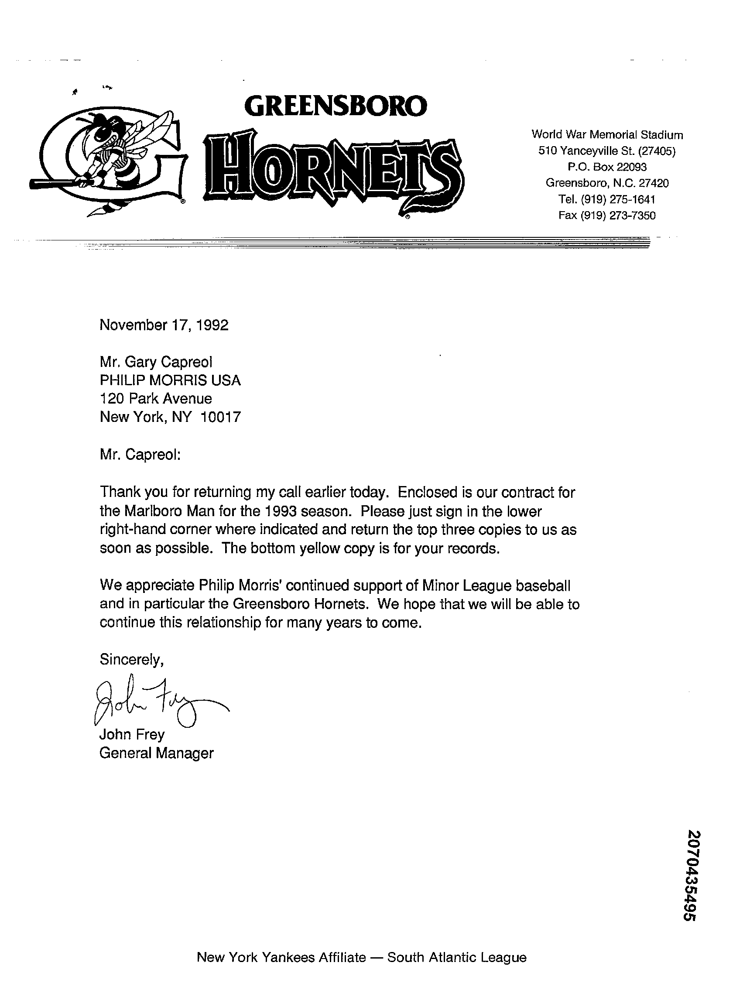 GREENSBORO
HORNETS
World War Memorial Stadium
510 Yanceyville St. (27405)
P.O. Box 22093
Greensboro, N.C. 27420
Tel. (919) 275-1641
Fax (919) 273-7350
November 17, 1992
Mr. Gary Capreol
PHILIP MORRIS USA
120 Park Avenue
New York, NY 10017
Mr. Capreol:
Thank you for returning my call earlier today. Enclosed is our contract for
the Marlboro Man for the 1993 season. Please just sign in the lower
right-hand corner where indicated and return the top three copies to us as
soon as possible. The bottom yellow copy is for your records.
We appreciate Philip Morris' continued support of Minor League baseball
and in particular the Greensboro Hornets. We hope that we will be able to
continue this relationship for many years to come.
Sincerely,
John Frey
John Frey
General Manager
2070435495
New York Yankees Affiliate — South Atlantic League